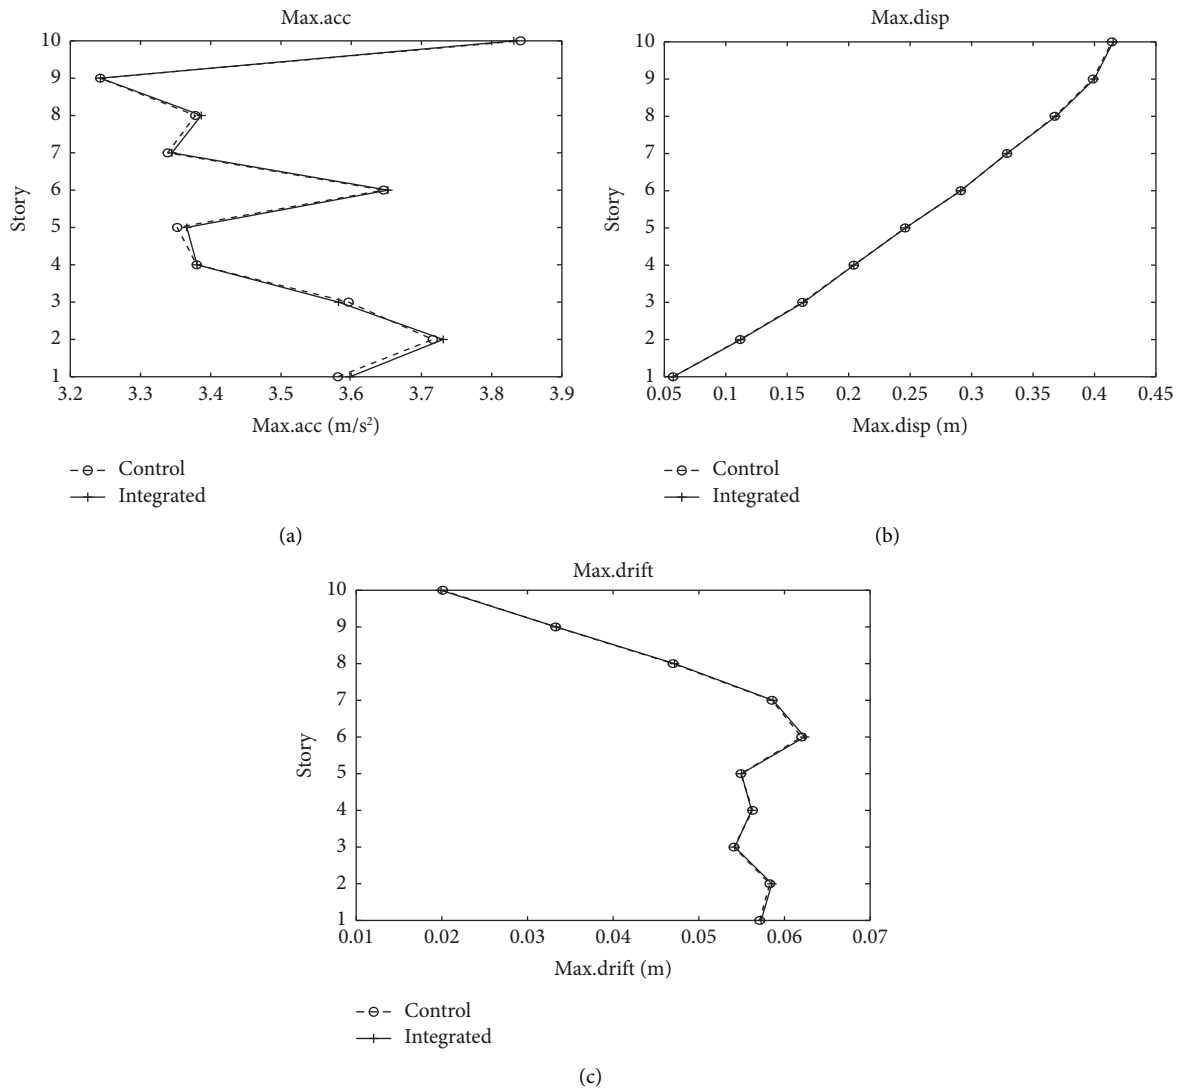 Max.acc
10
9
8
7
6
5
4
3
2
1
Story
3.2 3.3 3.4 3.5 3.6 3.7 3.8 3.9
Max.acc (m/s²)
Control
Integrated
(a)
Max.disp
10
9
8
7
6
5
4
3
2
1
Story
0.05 0.1 0.15 0.2 0.25 0.3 0.35 0.4 0.45
Max.disp (m)
Control
Integrated
(b)
Max.drift
10
9
8
7
6
5
4
3
2
1
Story
0.01 0.02 0.03 0.04 0.05 0.06 0.07
Max.drift (m)
Control
Integrated
(c)